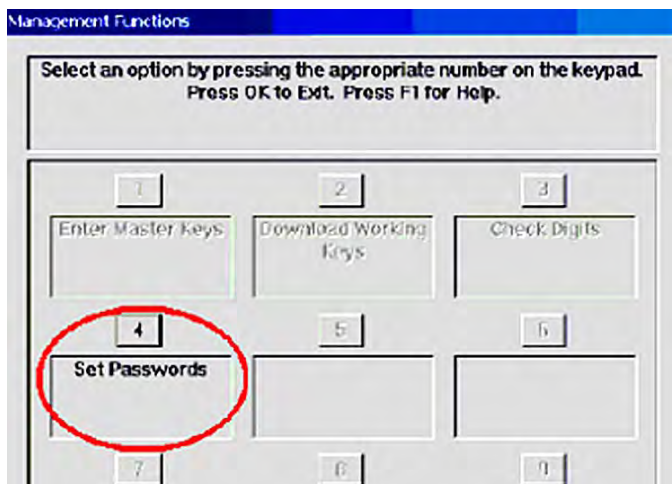 Management Functions
Select an option by pressing the appropriate number on the keypad.
Press OK to Exit. Press F1 for Help.
1 2 3
Enter Master Keys Download Working Check Digits
Keys
4 5 6
Set Passwords
7 8 9